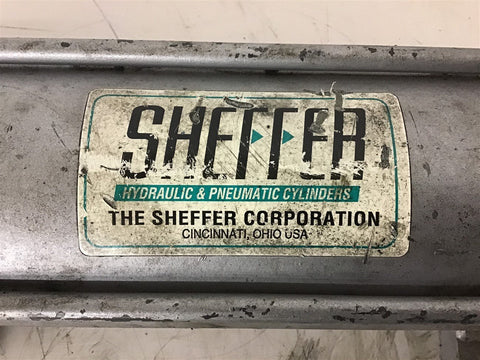 SHEFFER
HYDRAULIC & PNEUMATIC CYLINDERS
THE SHEFFER CORPORATION
CINCINNATI, OHIO USA